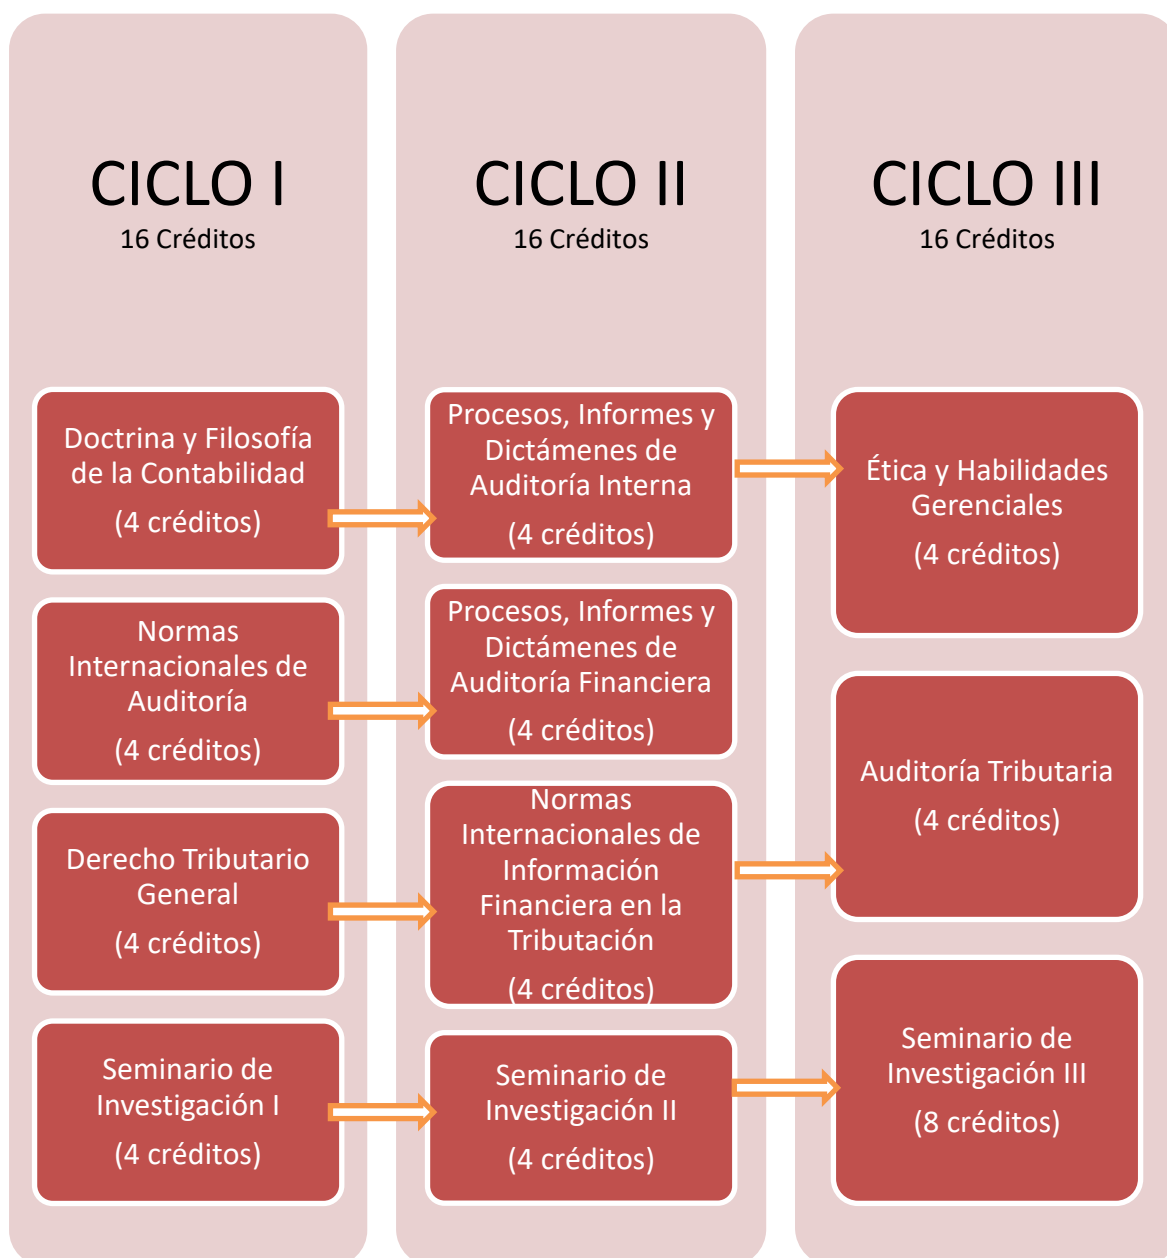 CICLO I
16 Créditos
Doctrina y Filosofía
de la Contabilidad
(4 créditos)
Normas
Internacionales de
Auditoría
(4 créditos)
Derecho Tributario
General
(4 créditos)
Seminario de
Investigación I
(4 créditos)
CICLO II
16 Créditos
Procesos, Informes y
Dictámenes de
Auditoría Interna
(4 créditos)
Procesos, Informes y
Dictámenes de
Auditoría Financiera
(4 créditos)
Normas
Internacionales de
Información
Financiera en la
Tributación
(4 créditos)
Seminario de
Investigación II
(4 créditos)
CICLO III
16 Créditos
Ética y Habilidades
Gerenciales
(4 créditos)
Auditoría Tributaria
(4 créditos)
Seminario de
Investigación III
(8 créditos)